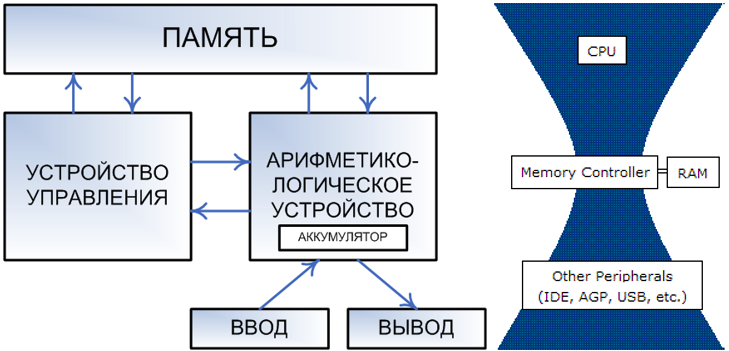 ПАМЯТЬ
УСТРОЙСТВО
УПРАВЛЕНИЯ
АРИФМЕТИКО-
ЛОГИЧЕСКОЕ
УСТРОЙСТВО
АККУМУЛЯТОР
ВВОД
ВЫВОД
CPU
Memory Controller
RAM
Other Peripherals
(IDE, AGP, USB, etc.)